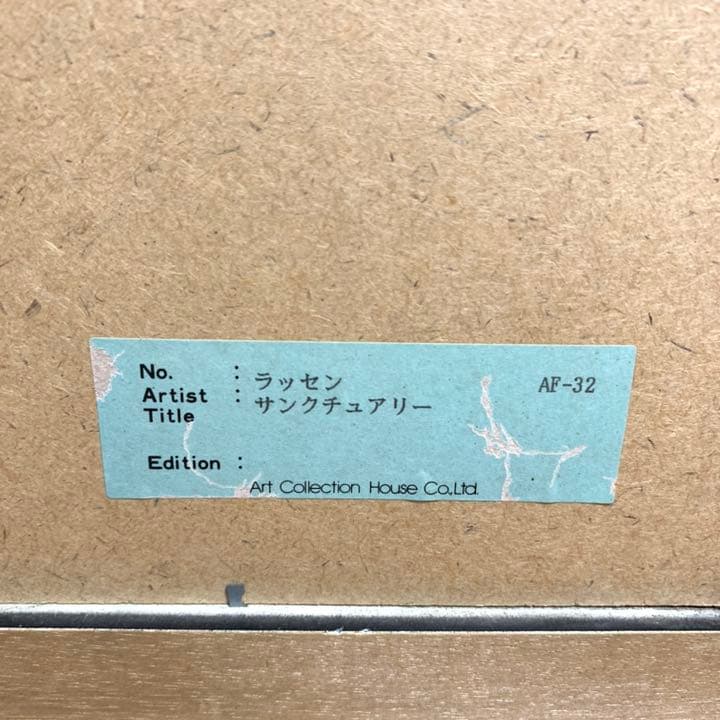 No. :
ラッセン AF-32
Artist :
サンクチュアリー
Title
Edition :
Art Collection House Co.,Ltd.